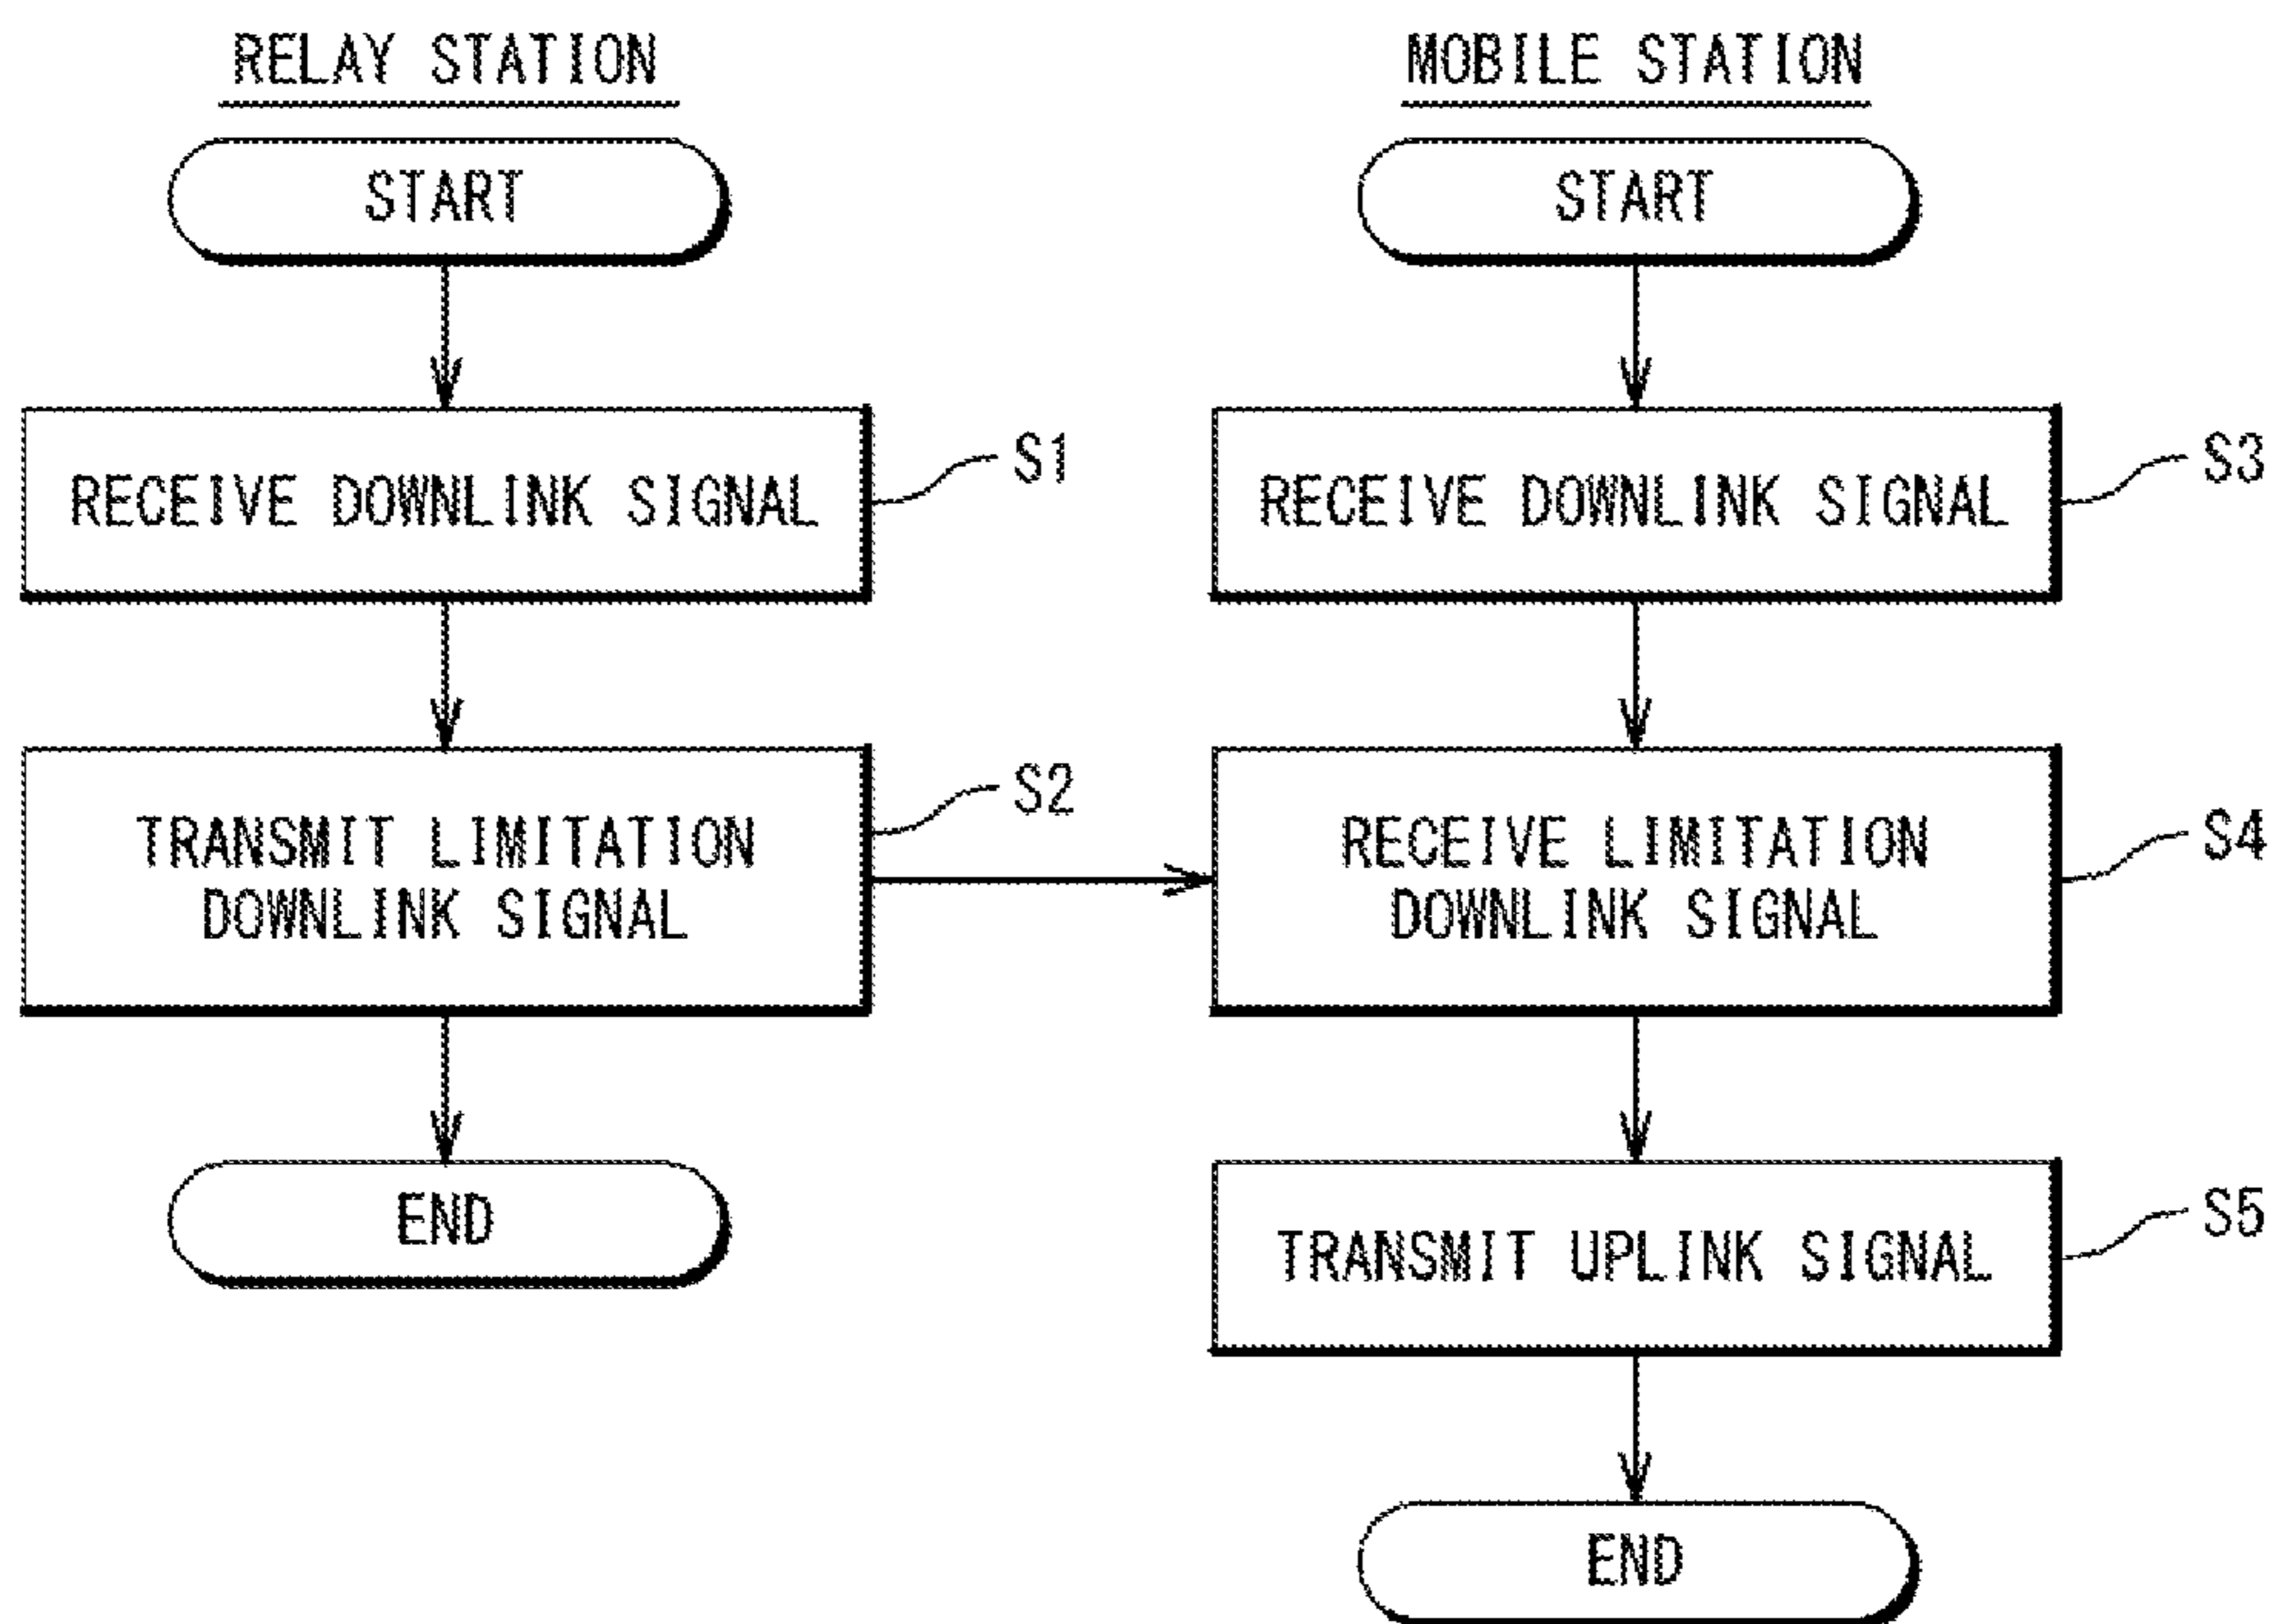 RELAY STATION
START
RECEIVE DOWNLINK SIGNAL
S1
TRANSMIT LIMITATION
DOWNLINK SIGNAL
S2
END
MOBILE STATION
START
RECEIVE DOWNLINK SIGNAL
S3
RECEIVE LIMITATION
DOWNLINK SIGNAL
S4
TRANSMIT UPLINK SIGNAL
S5
END